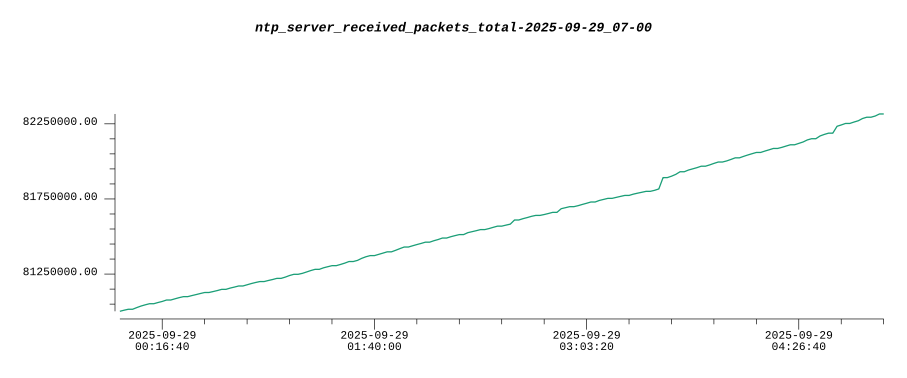 ntp_server_received_packets_total-2025-09-29_07-00
82250000.00
81750000.00
81250000.00
2025-09-29 2025-09-29 2025-09-29 2025-09-29
00:16:40 01:40:00 03:03:20 04:26:40